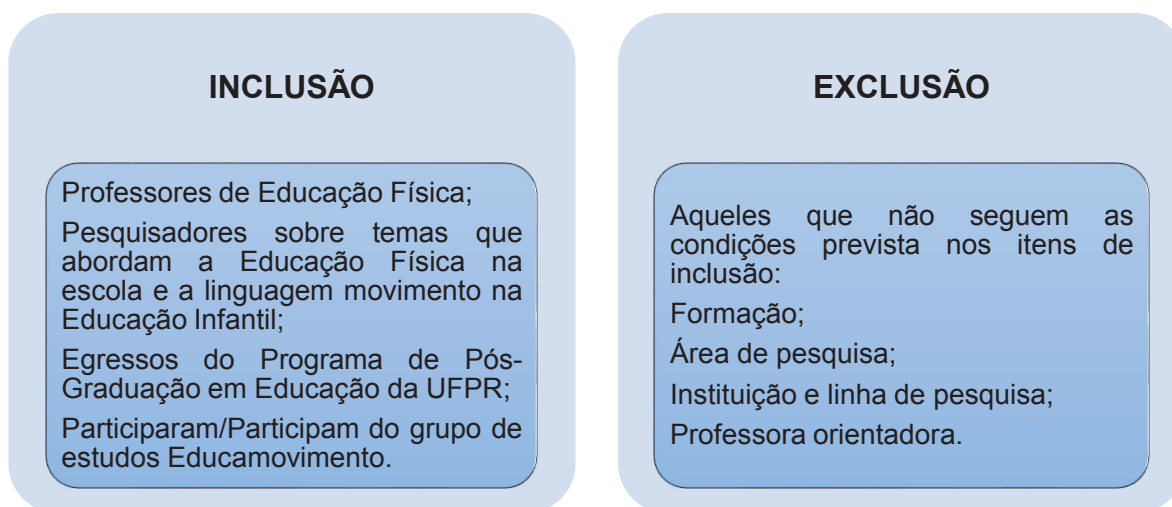 INCLUSÃO
Professores de Educação Física;
Pesquisadores sobre temas que
abordam a Educação Física na
escola e a linguagem movimento na
Educação Infantil;
Egressos do Programa de Pós-
Graduação em Educação da UFPR;
Participaram/Participam do grupo de
estudos Educamovimento.
EXCLUSÃO
Aqueles que não seguem as
condições prevista nos itens de
inclusão:
Formação;
Área de pesquisa;
Instituição e linha de pesquisa;
Professora orientadora.